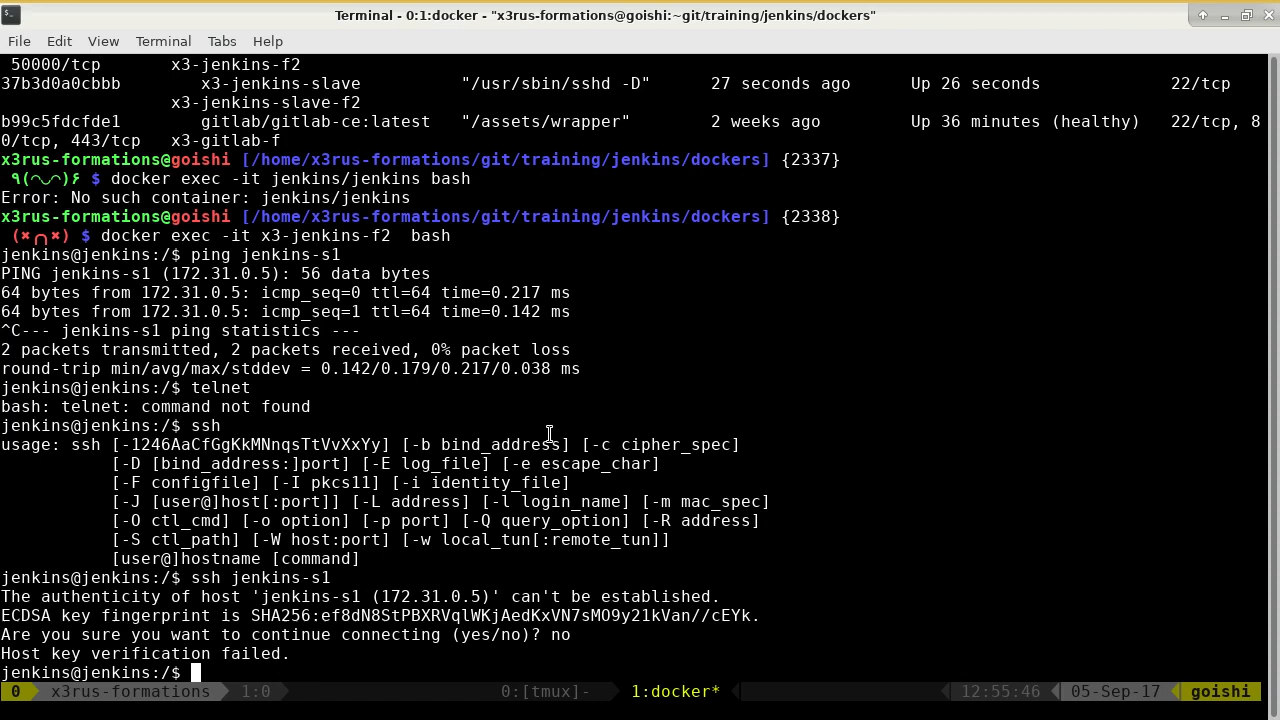 Terminal - 0:1:docker - "x3rus-formations@goishi:~git/training/jenkins/dockers"
File Edit View Terminal Tabs Help
50000/tcp x3-jenkins-f2
37b3d0a0cbbb x3-jenkins-slave "/usr/sbin/sshd -D" 27 seconds ago Up 26 seconds 22/tcp
x3-jenkins-slave-f2
b99c5fdcfde1 gitlab/gitlab-ce:latest "/assets/wrapper" 2 weeks ago Up 36 minutes (healthy) 22/tcp, 8
0/tcp, 443/tcp x3-gitlab-f
x3rus-formations@goishi [/home/x3rus-formations/git/training/jenkins/dockers] {2337}
٩(◠◡◠)۶ $ docker exec -it jenkins/jenkins bash
Error: No such container: jenkins/jenkins
x3rus-formations@goishi [/home/x3rus-formations/git/training/jenkins/dockers] {2338}
(✖╭╮✖) $ docker exec -it x3-jenkins-f2 bash
jenkins@jenkins:/$ ping jenkins-s1
PING jenkins-s1 (172.31.0.5): 56 data bytes
64 bytes from 172.31.0.5: icmp_seq=0 ttl=64 time=0.217 ms
64 bytes from 172.31.0.5: icmp_seq=1 ttl=64 time=0.142 ms
^C--- jenkins-s1 ping statistics ---
2 packets transmitted, 2 packets received, 0% packet loss
round-trip min/avg/max/stddev = 0.142/0.179/0.217/0.038 ms
jenkins@jenkins:/$ telnet
bash: telnet: command not found
jenkins@jenkins:/$ ssh
usage: ssh [-1246AaCfGgKkMNnqsTtVvXxYy] [-b bind_address] [-c cipher_spec]
[-D [bind_address:]port] [-E log_file] [-e escape_char]
[-F configfile] [-I pkcs11] [-i identity_file]
[-J [user@]host[:port]] [-L address] [-l login_name] [-m mac_spec]
[-O ctl_cmd] [-o option] [-p port] [-Q query_option] [-R address]
[-S ctl_path] [-W host:port] [-w local_tun[:remote_tun]]
[user@]hostname [command]
jenkins@jenkins:/$ ssh jenkins-s1
The authenticity of host 'jenkins-s1 (172.31.0.5)' can't be established.
ECDSA key fingerprint is SHA256:ef8dN8StPBXRVqlWKjAedKxVN7sMO9y21kVan//cEYk.
Are you sure you want to continue connecting (yes/no)? no
Host key verification failed.
jenkins@jenkins:/$
0 x3rus-formations 1:0 0:[tmux]- 1:docker* 12:55:46 05-Sep-17 goishi